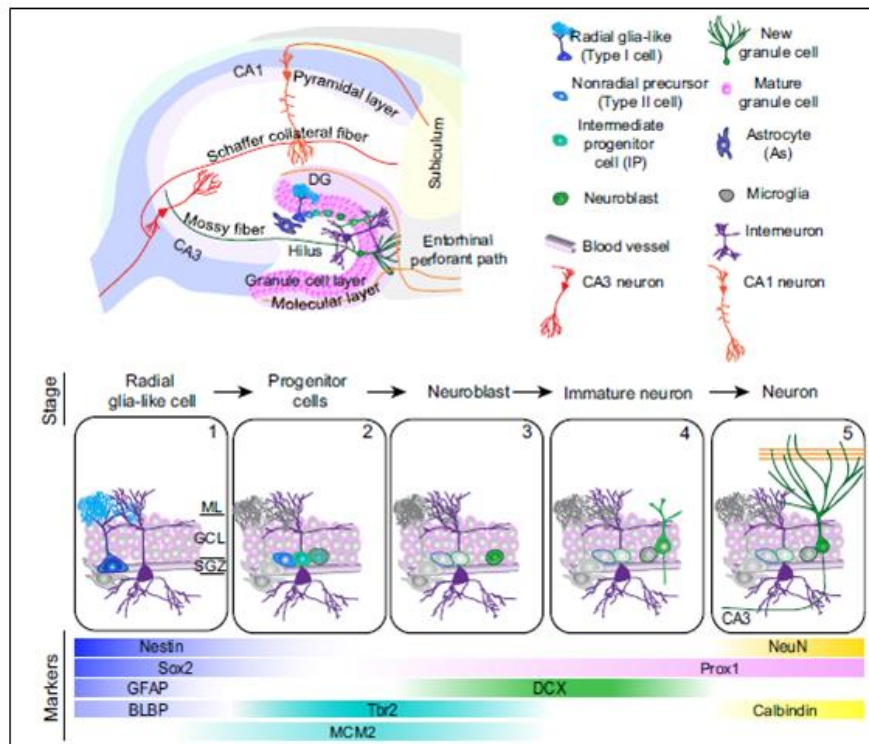 CA1
Pyramidal layer
Schaffer collateral fiber
Subiculum
DG
Mossy fiber
CA3
Hilus
Entorhinal
perforant path
Granule cell layer
Molecular layer
Radial glia-like
(Type I cell)
New
granule cell
Nonradial precursor
(Type II cell)
Mature
granule cell
Intermediate
progenitor
cell (IP)
Astrocyte
(As)
Neuroblast
Microglia
Blood vessel
Interneuron
CA3 neuron
CA1 neuron
Stage
Radial
glia-like cell
Progenitor
cells
Neuroblast
Immature neuron
Neuron
1
2
3
4
5
ML
GCL
SGZ
CA3
Markers
Nestin
NeuN
Sox2
Prox1
GFAP
DCX
BLBP
Tbr2
Calbindin
MCM2